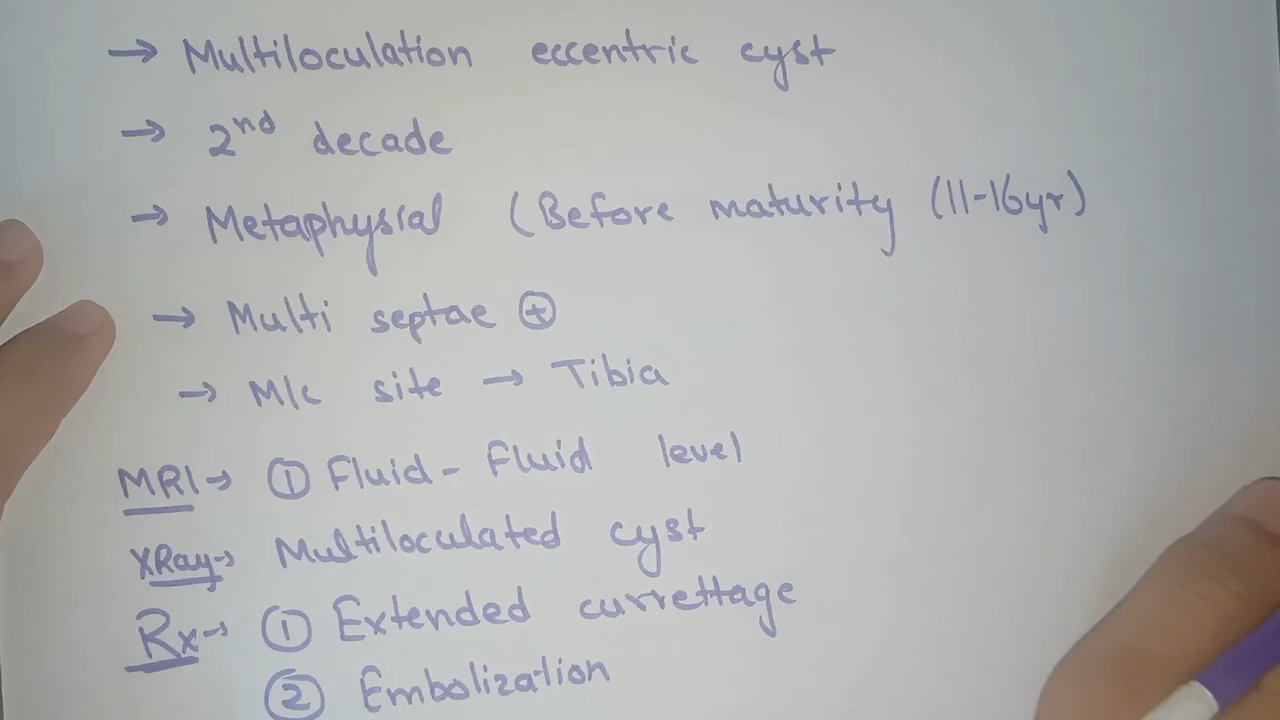 → Multiloculation eccentric cyst
→ 2nd decade
→ Metaphysial (Before maturity (11-16yr)
→ Multi septae ⊕
→ M/c site → Tibia
MRI→ ① Fluid - Fluid level
XRay→ Multiloculated cyst
Rx→ ① Extended currettage
② Embolization